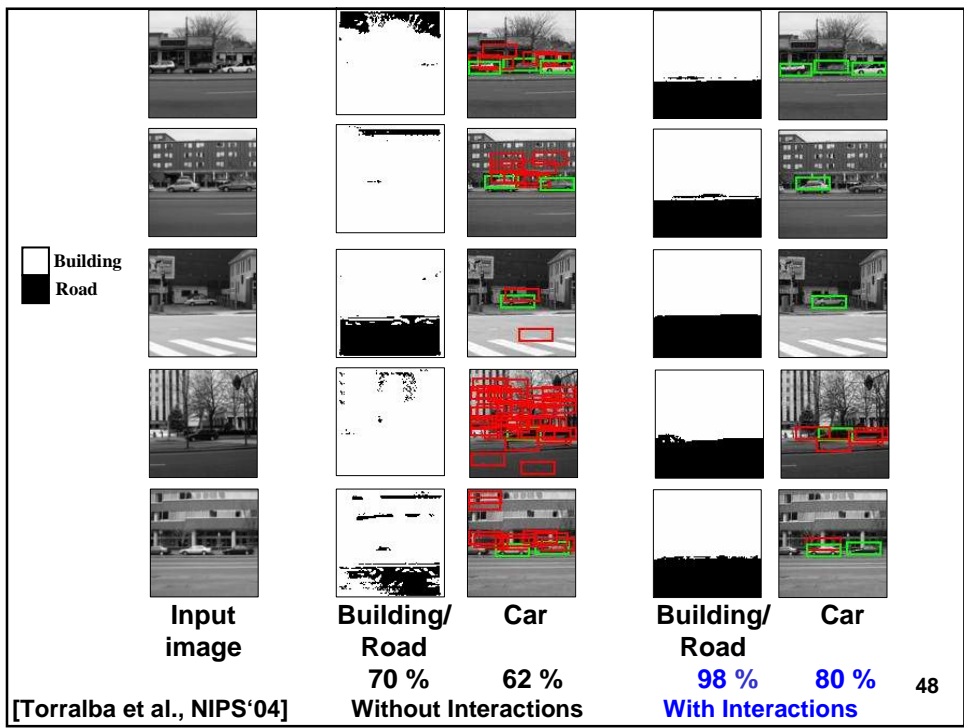 Building
Road
Input image
Building/ Road
Car
Building/ Road
Car
70 %
62 %
98 %
80 %
48
[Torralba et al., NIPS‘04]
Without Interactions
With Interactions